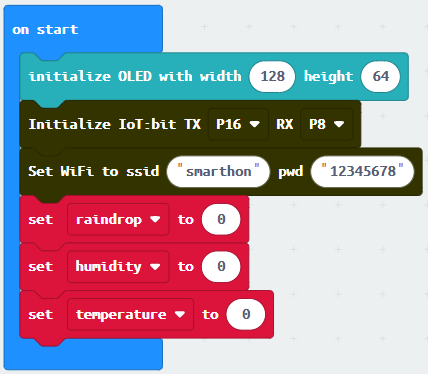 on start
initialize OLED with width 128 height 64
Initialize IoT:bit TX P16 RX P8
Set WiFi to ssid "smarthon" pwd "12345678"
set raindrop to 0
set humidity to 0
set temperature to 0